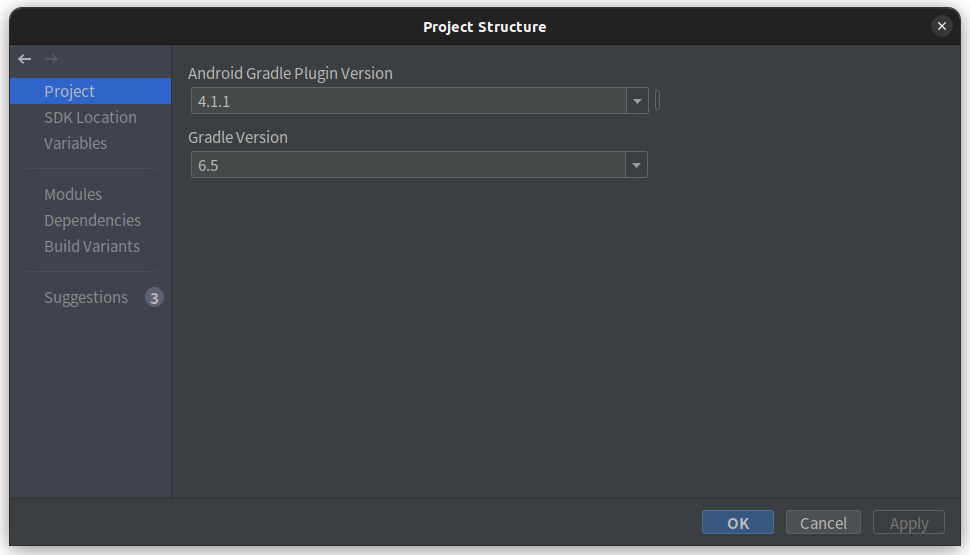 Project Structure
Project
SDK Location
Variables
Modules
Dependencies
Build Variants
Suggestions 3
Android Gradle Plugin Version
4.1.1
Gradle Version
6.5
OK Cancel Apply